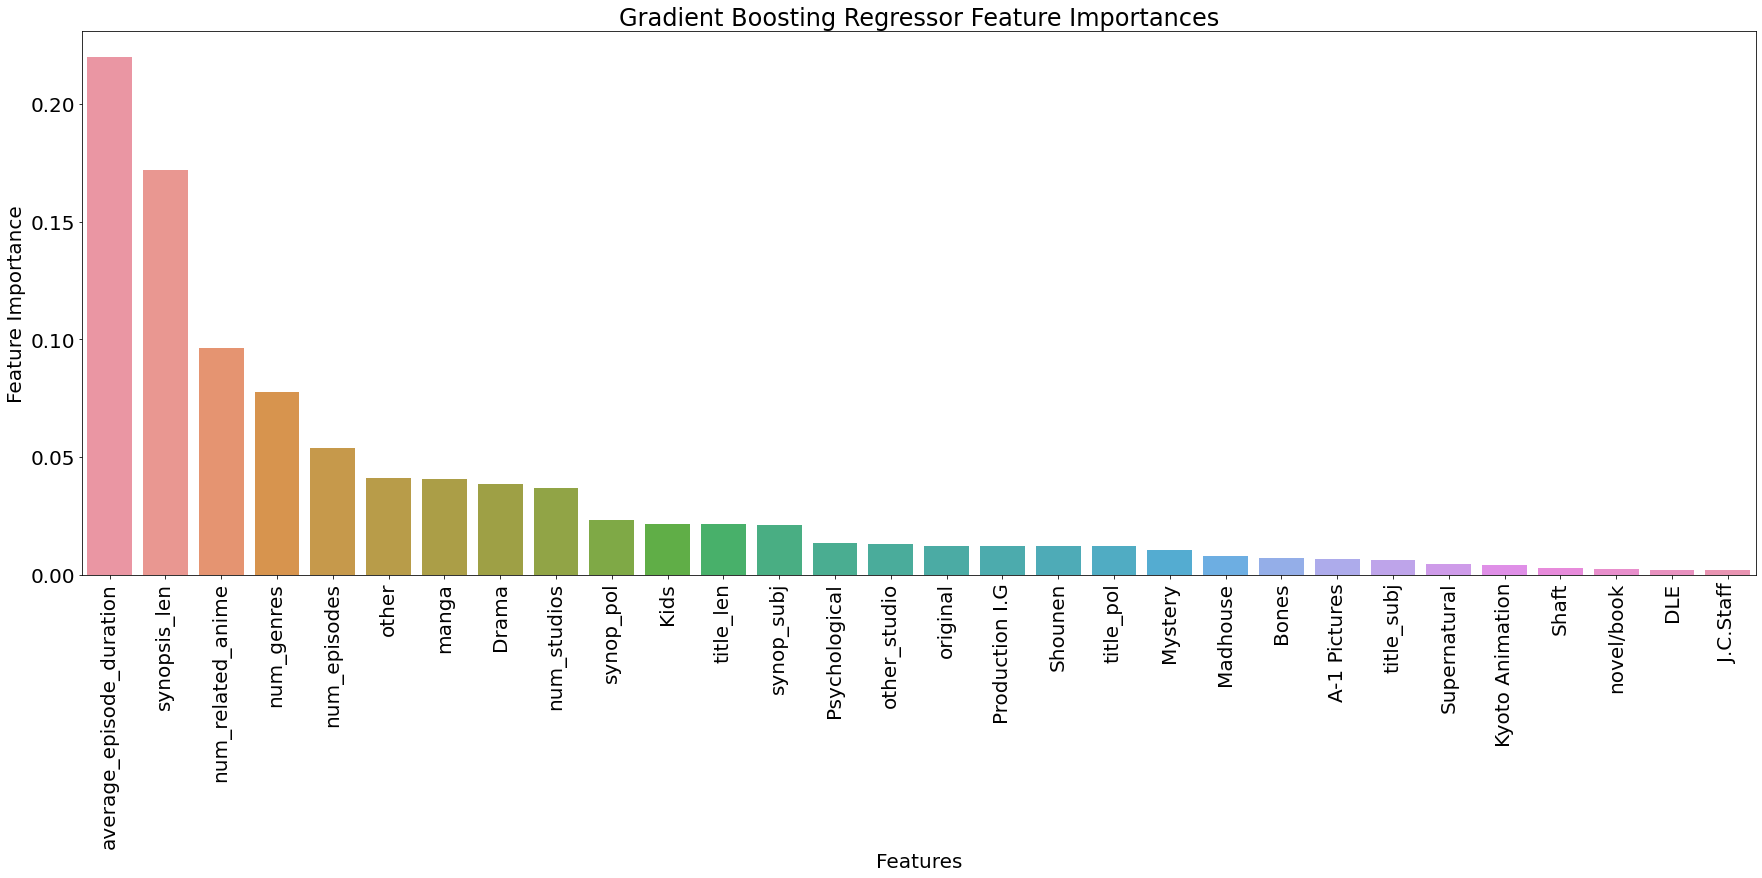 Gradient Boosting Regressor Feature Importances
Feature Importance
0.20
0.15
0.10
0.05
0.00
average_episode_duration
synopsis_len
num_related_anime
num_genres
num_episodes
other
manga
Drama
num_studios
synop_pol
Kids
title_len
synop_subj
Psychological
other_studio
original
Production I.G
Shounen
title_pol
Mystery
Madhouse
Bones
A-1 Pictures
title_subj
Supernatural
Kyoto Animation
Shaft
novel/book
DLE
J.C.Staff
Features